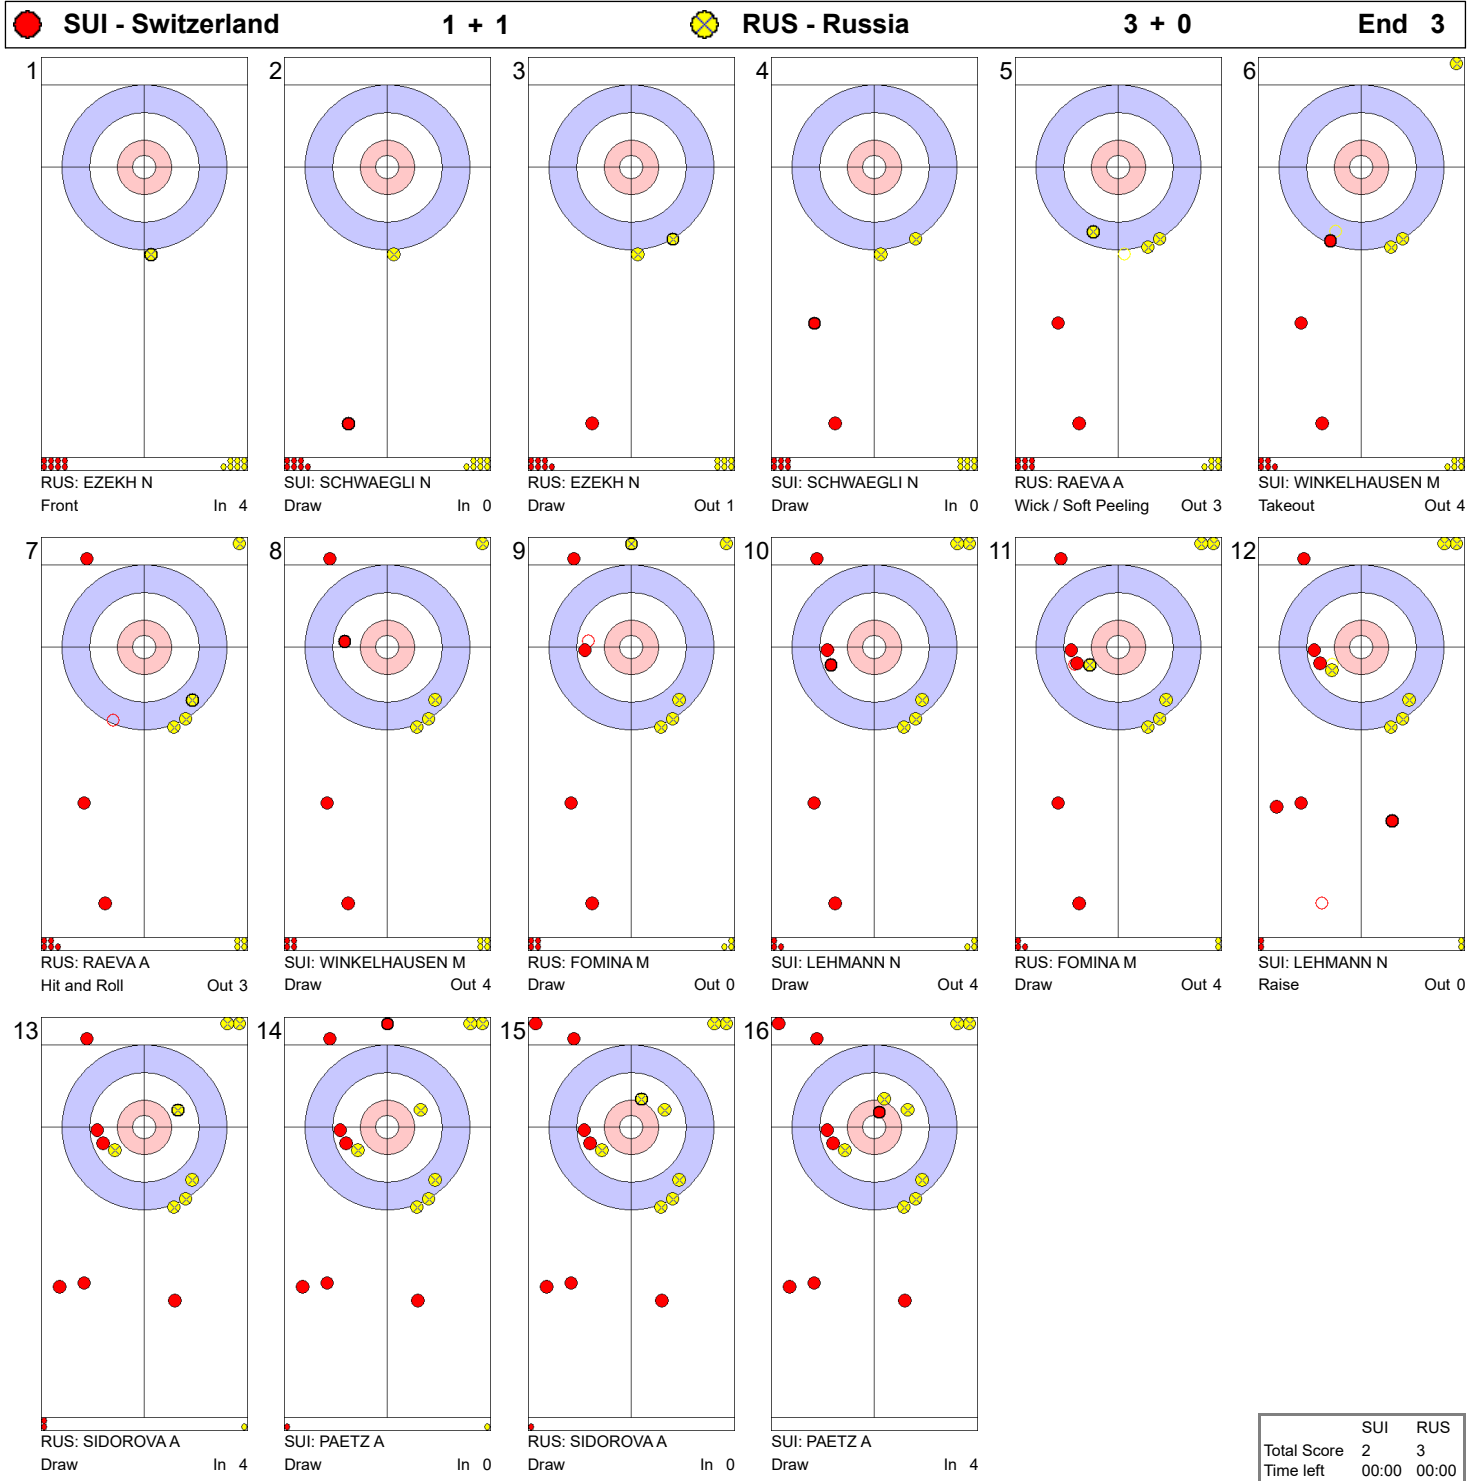 SUI - Switzerland 1 + 1 RUS - Russia 3 + 0 End 3
1 2 3 4 5 6
RUS: EZEKH N SUI: SCHWAEGLI N RUS: EZEKH N SUI: SCHWAEGLI N RUS: RAEVA A SUI: WINKELHAUSEN M
Front In 4 Draw In 0 Draw Out 1 Draw In 0 Wick / Soft Peeling Out 3 Takeout Out 4
7 8 9 10 11 12
RUS: RAEVA A SUI: WINKELHAUSEN M RUS: FOMINA M SUI: LEHMANN N RUS: FOMINA M SUI: LEHMANN N
Hit and Roll Out 3 Draw Out 4 Draw Out 0 Draw Out 4 Draw Out 4 Raise Out 0
13 14 15 16
RUS: SIDOROVA A SUI: PAETZ A RUS: SIDOROVA A SUI: PAETZ A
Draw In 4 Draw In 0 Draw In 0 Draw In 4
SUI RUS
Total Score 2 3
Time left 00:00 00:00